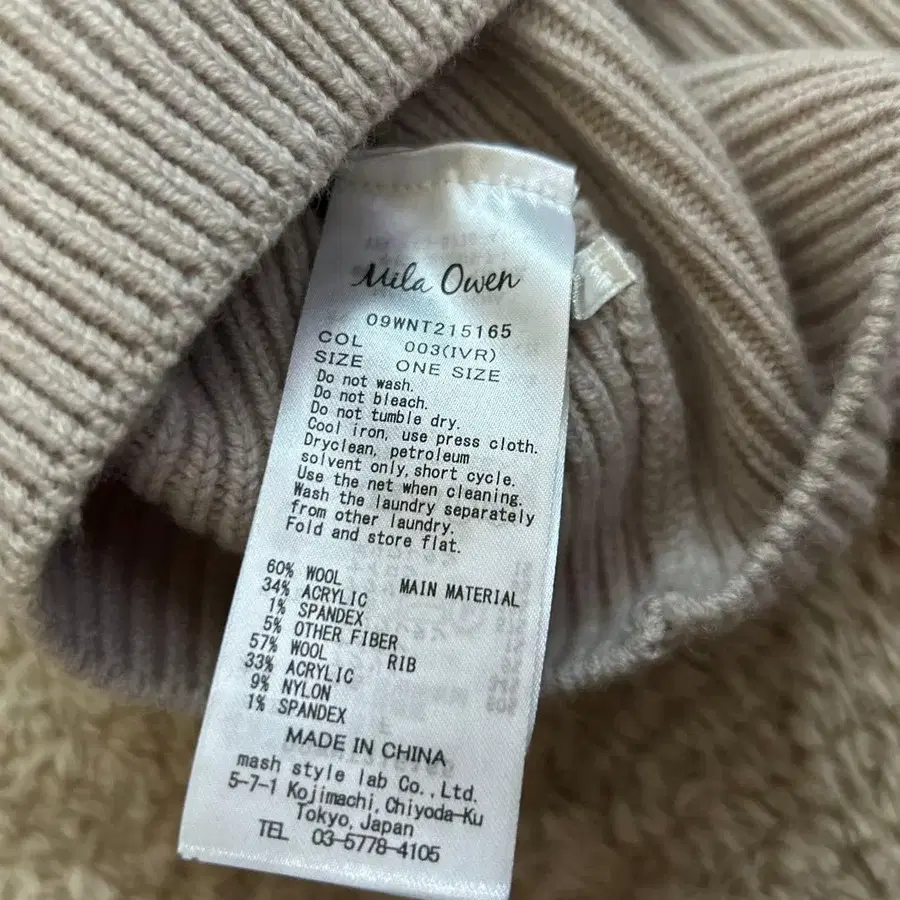 Mila Owen
09WNT215165
COL 003(IVR)
SIZE ONE SIZE
Do not wash.
Do not bleach.
Do not tumble dry.
Cool iron, use press cloth.
Dryclean, petroleum
solvent only, short cycle.
Use the net when cleaning.
Wash the laundry separately
from other laundry.
Fold and store flat.
60% WOOL MAIN MATERIAL
34% ACRYLIC
1% SPANDEX
5% OTHER FIBER
57% WOOL RIB
33% ACRYLIC
9% NYLON
1% SPANDEX
MADE IN CHINA
mash style lab Co., Ltd.
5-7-1 Kojimachi, Chiyoda-Ku
Tokyo, Japan
TEL 03-5778-4105